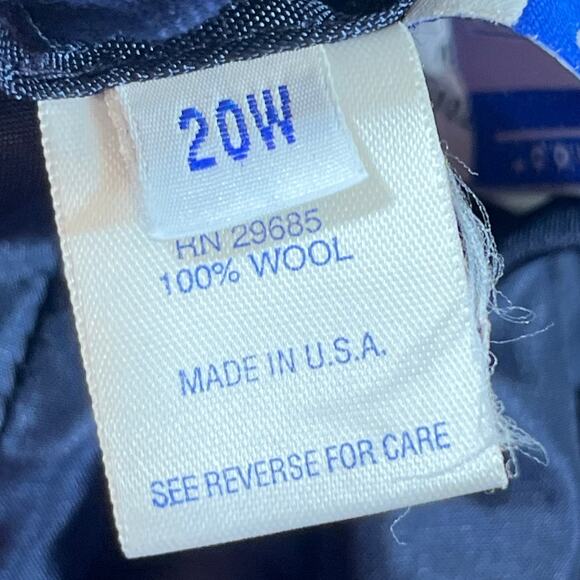 20W
RN 29685
100% WOOL
MADE IN U.S.A.
SEE REVERSE FOR CARE